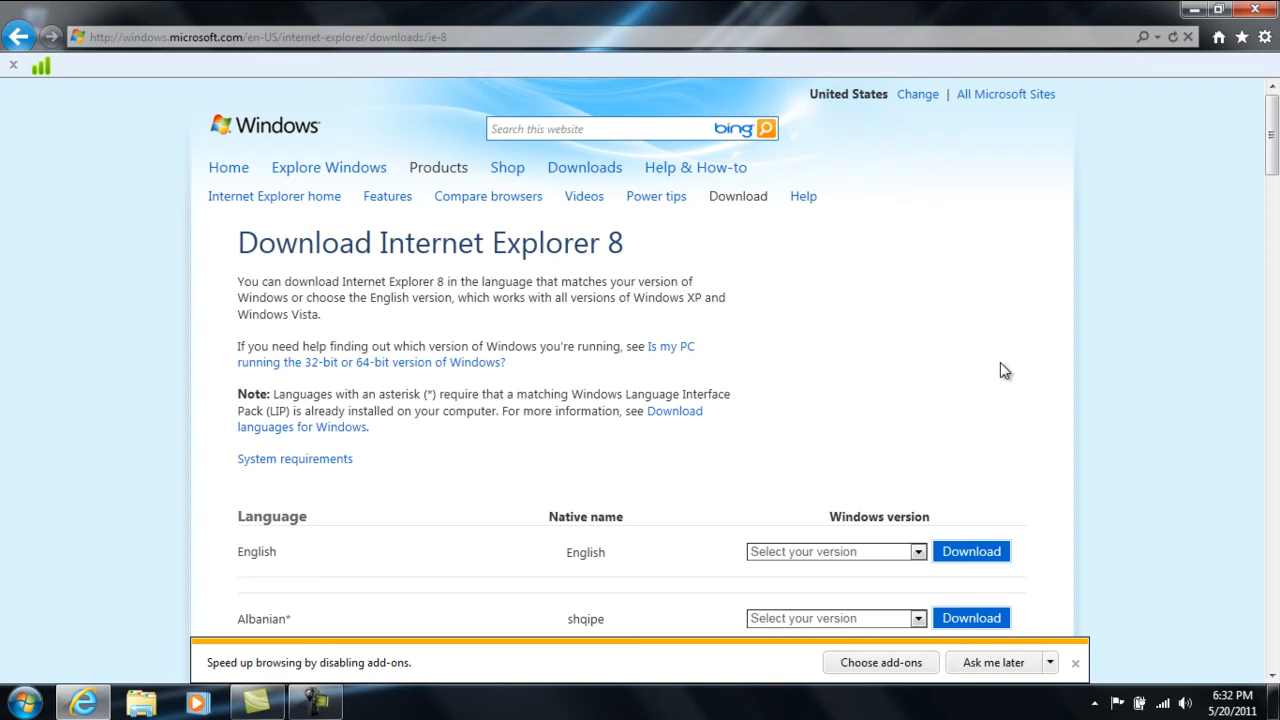 http://windows.microsoft.com/en-US/internet-explorer/downloads/ie-8
United States Change | All Microsoft Sites
Windows
Search this website bing
Home Explore Windows Products Shop Downloads Help & How-to
Internet Explorer home Features Compare browsers Videos Power tips Download Help
Download Internet Explorer 8
You can download Internet Explorer 8 in the language that matches your version of
Windows or choose the English version, which works with all versions of Windows XP and
Windows Vista.
If you need help finding out which version of Windows you're running, see Is my PC
running the 32-bit or 64-bit version of Windows?
Note: Languages with an asterisk (*) require that a matching Windows Language Interface
Pack (LIP) is already installed on your computer. For more information, see Download
languages for Windows.
System requirements
Language Native name Windows version
English English Select your version Download
Albanian* shqipe Select your version Download
Speed up browsing by disabling add-ons. Choose add-ons Ask me later
6:32 PM
5/20/2011